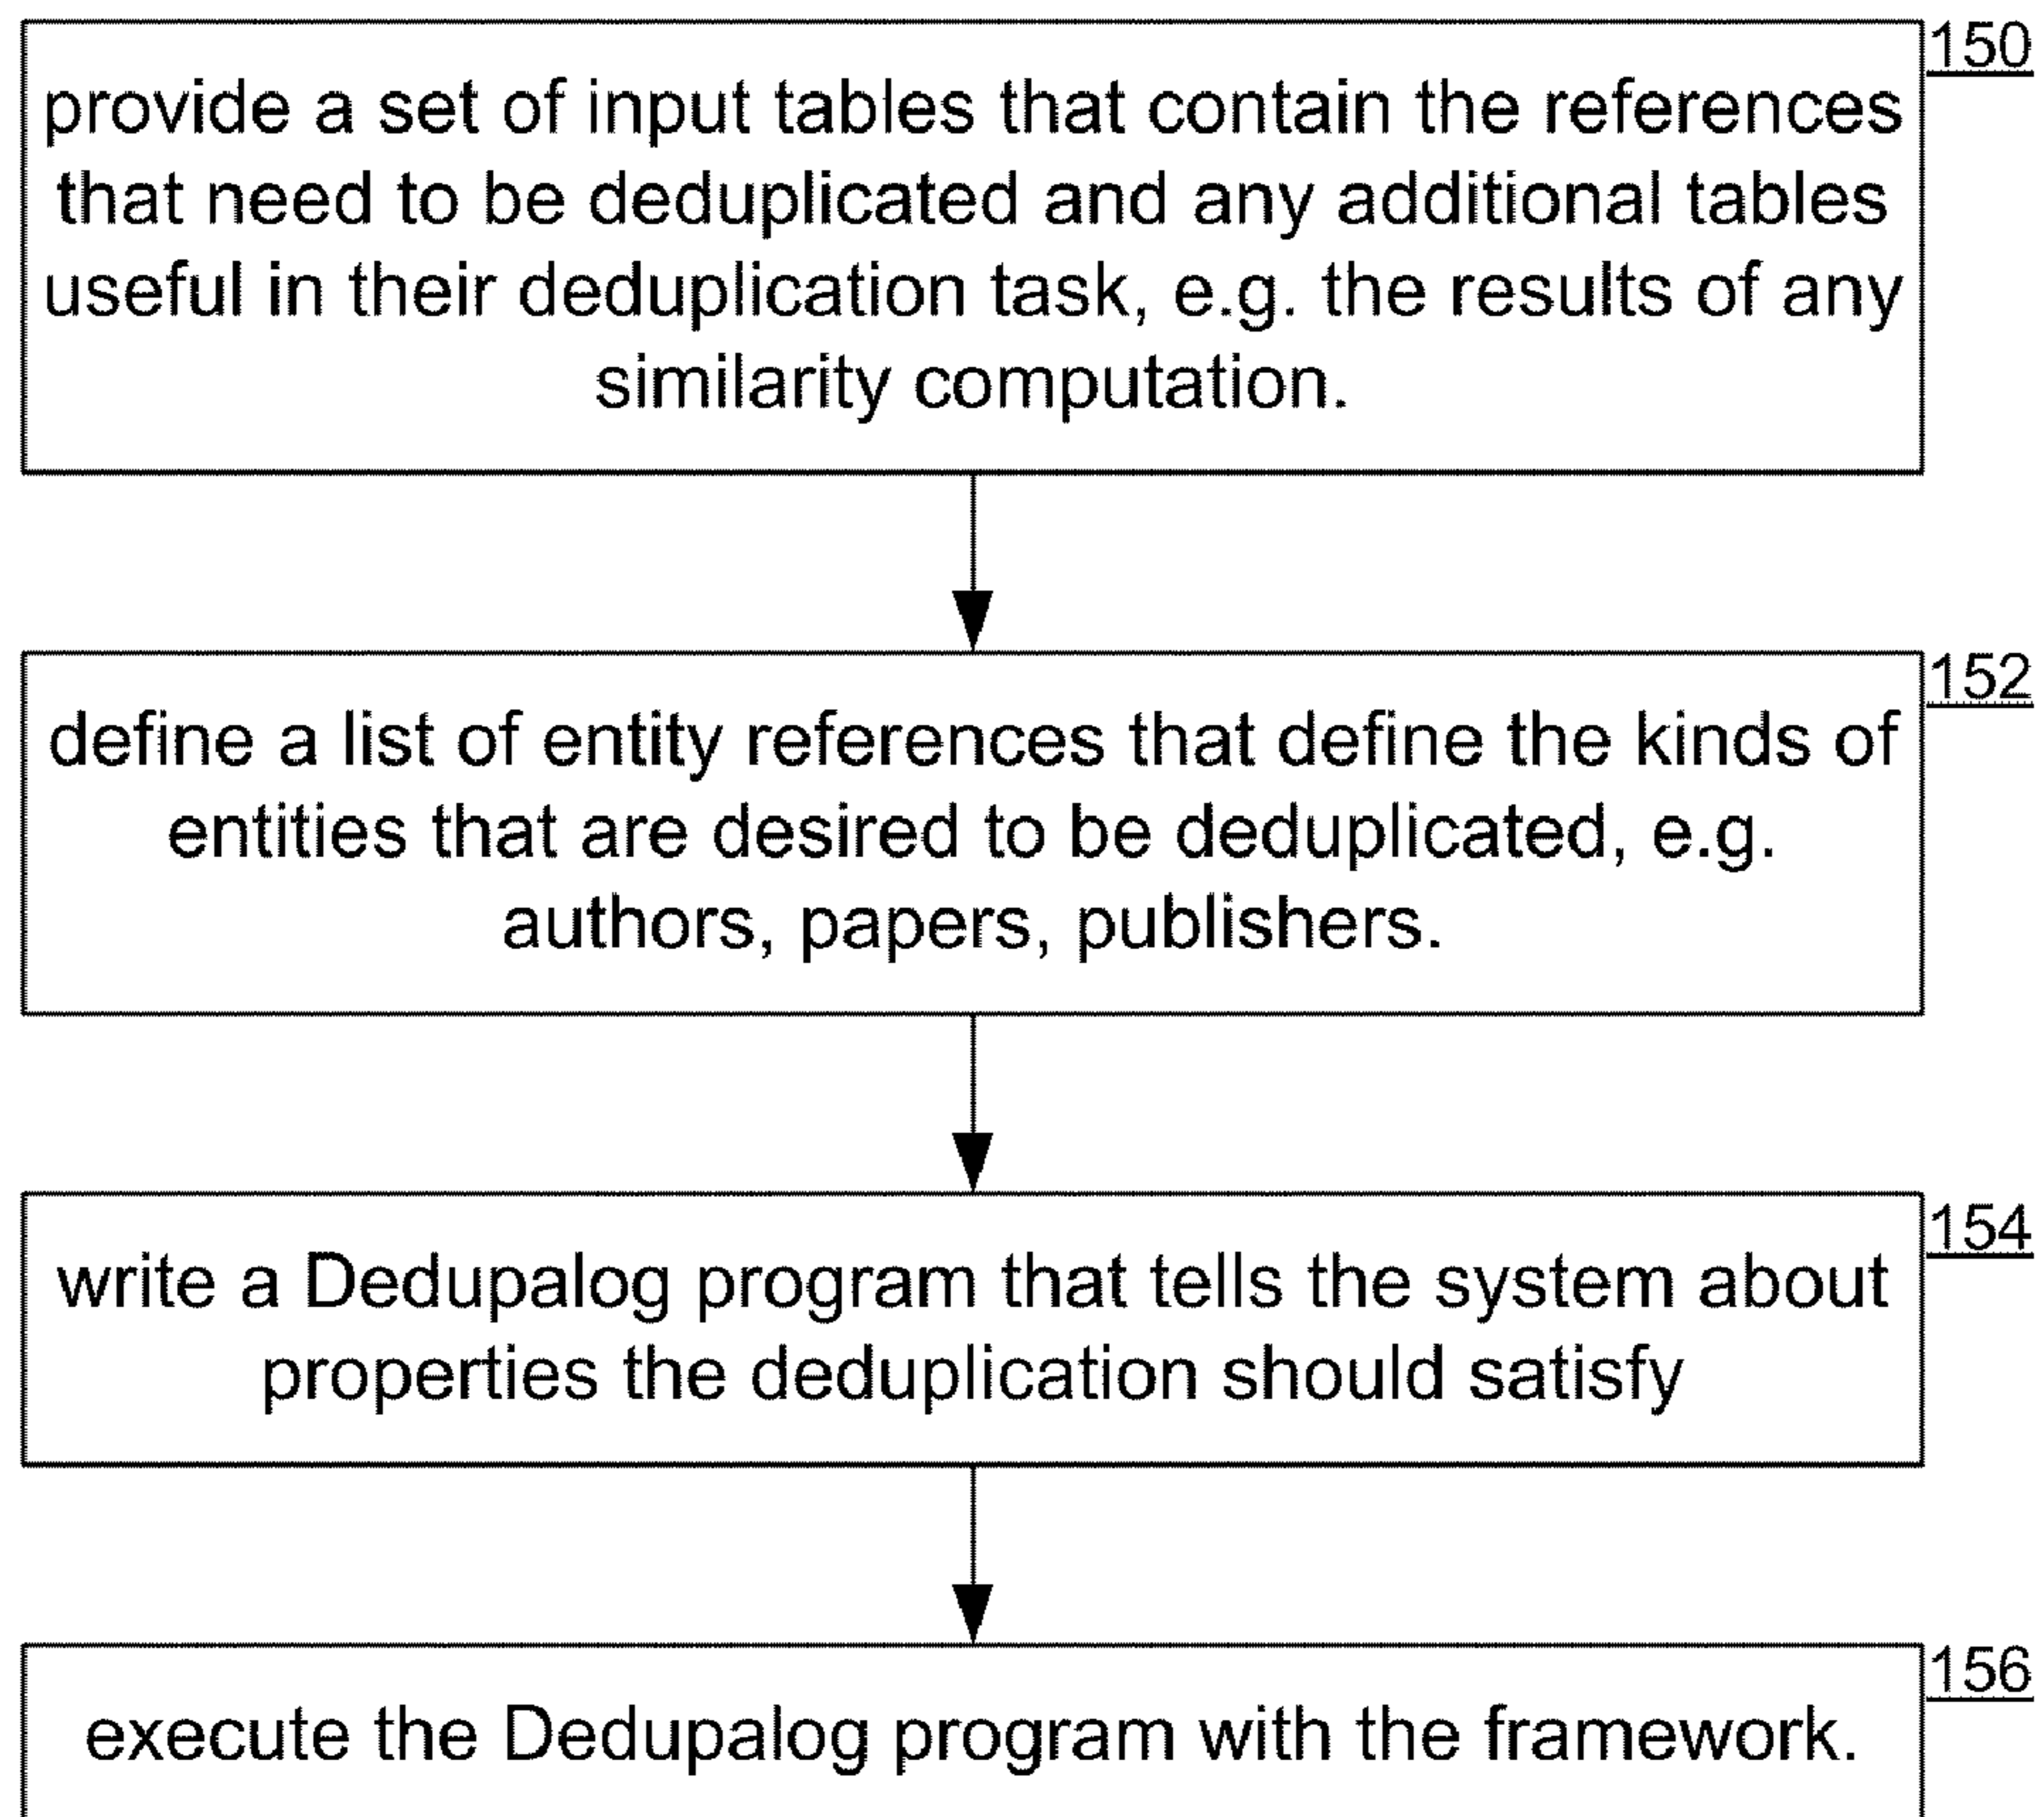 150
provide a set of input tables that contain the references
that need to be deduplicated and any additional tables
useful in their deduplication task, e.g. the results of any
similarity computation.
152
define a list of entity references that define the kinds of
entities that are desired to be deduplicated, e.g.
authors, papers, publishers.
154
write a Dedupalog program that tells the system about
properties the deduplication should satisfy
156
execute the Dedupalog program with the framework.